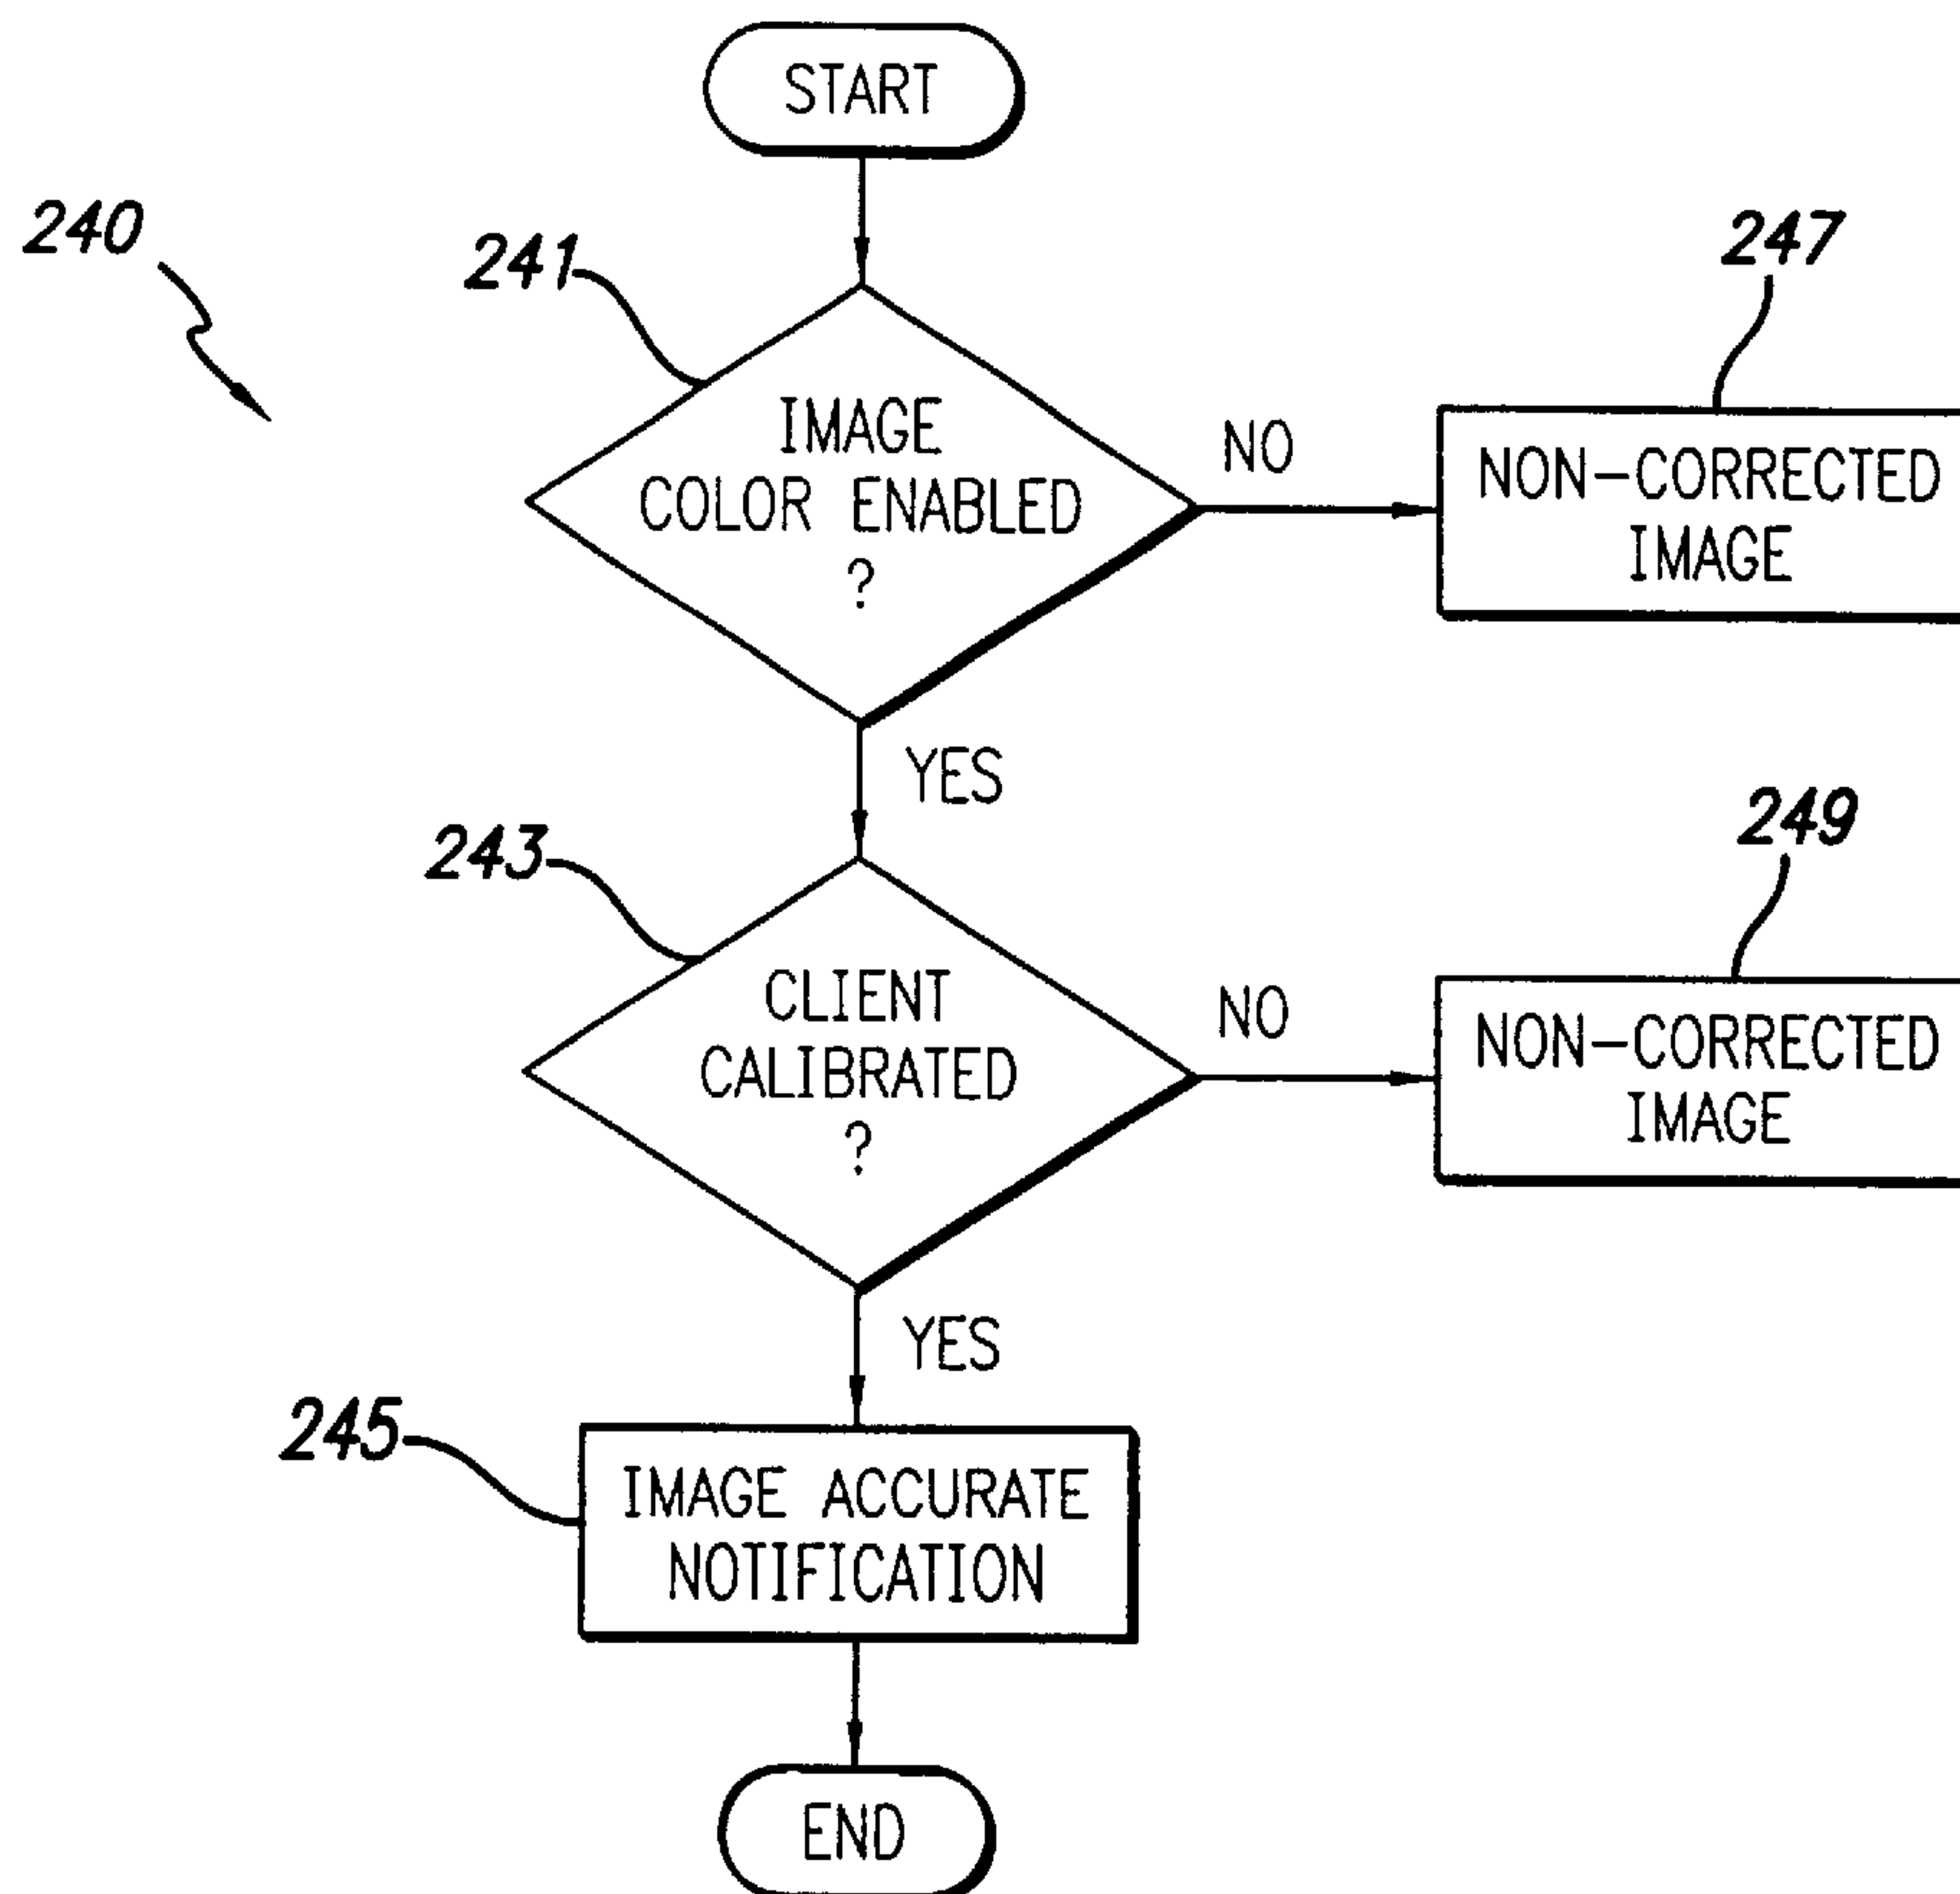 START
240
241
247
IMAGE
COLOR ENABLED
?
NO
NON-CORRECTED
IMAGE
YES
243
249
CLIENT
CALIBRATED
?
NO
NON-CORRECTED
IMAGE
YES
245
IMAGE ACCURATE
NOTIFICATION
END